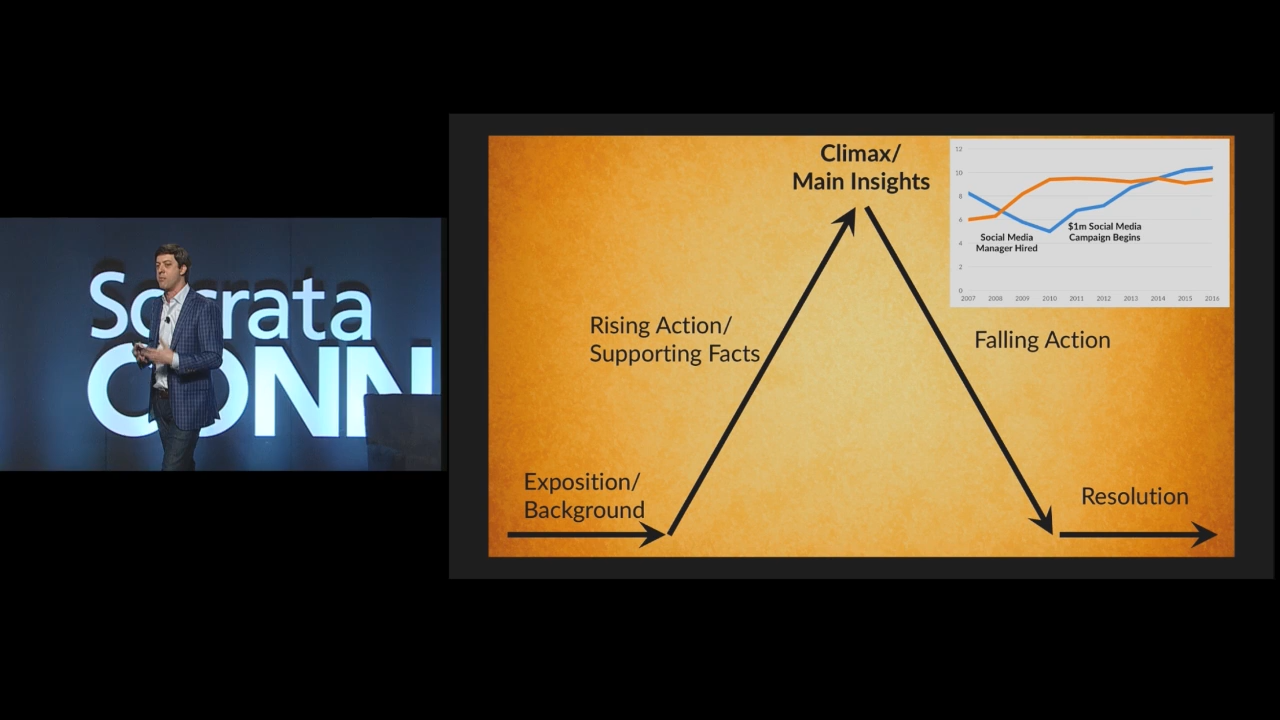 Socrata
CONN
Climax/
Main Insights
12
10
8
6
4
2
0
$1m Social Media
Campaign Begins
Social Media
Manager Hired
2007 2008 2009 2010 2011 2012 2013 2014 2015 2016
Rising Action/
Supporting Facts
Falling Action
Exposition/
Background
Resolution